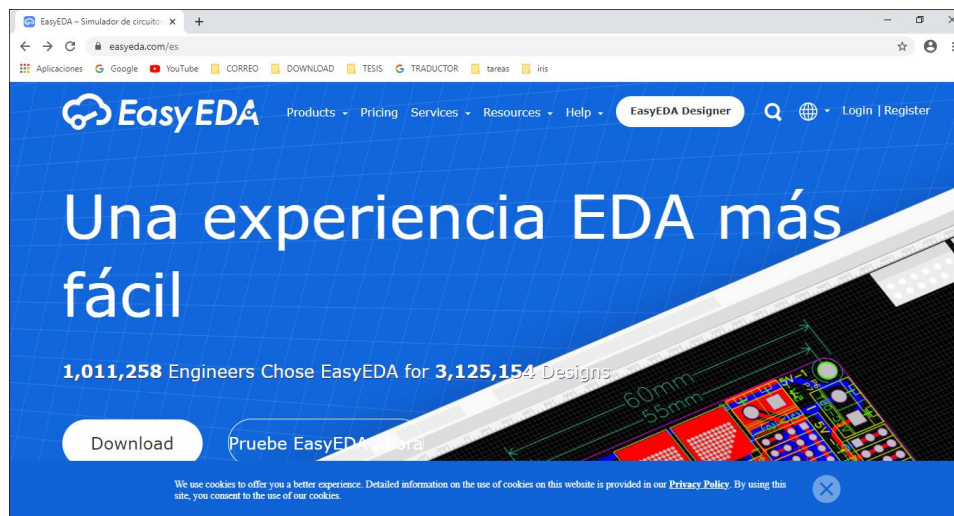 EasyEDA – Simulador de circuito
easyeda.com/es
Aplicaciones Google YouTube CORREO DOWNLOAD TESIS TRADUCTOR tareas iris
EasyEDA Products Pricing Services Resources Help EasyEDA Designer Login | Register
Una experiencia EDA más
fácil
1,011,258 Engineers Chose EasyEDA for 3,125,154 Designs
60mm
55mm
5V
Download Pruebe EasyEDA ahora
We use cookies to offer you a better experience. Detailed information on the use of cookies on this website is provided in our Privacy Policy. By using this
site, you consent to the use of our cookies.